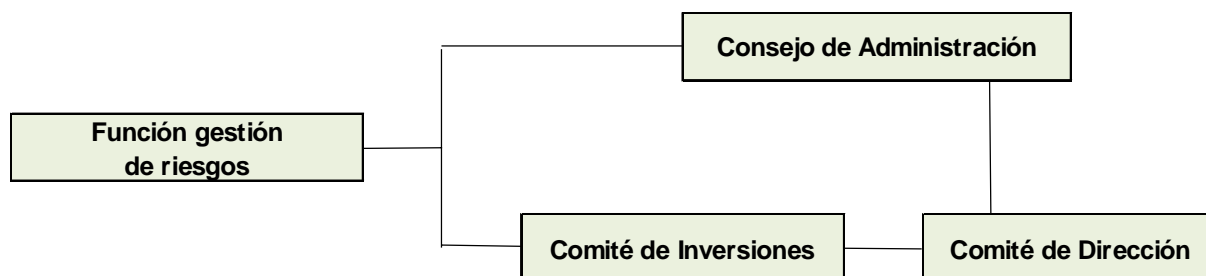 Consejo de Administración
Función gestión
de riesgos
Comité de Inversiones
Comité de Dirección